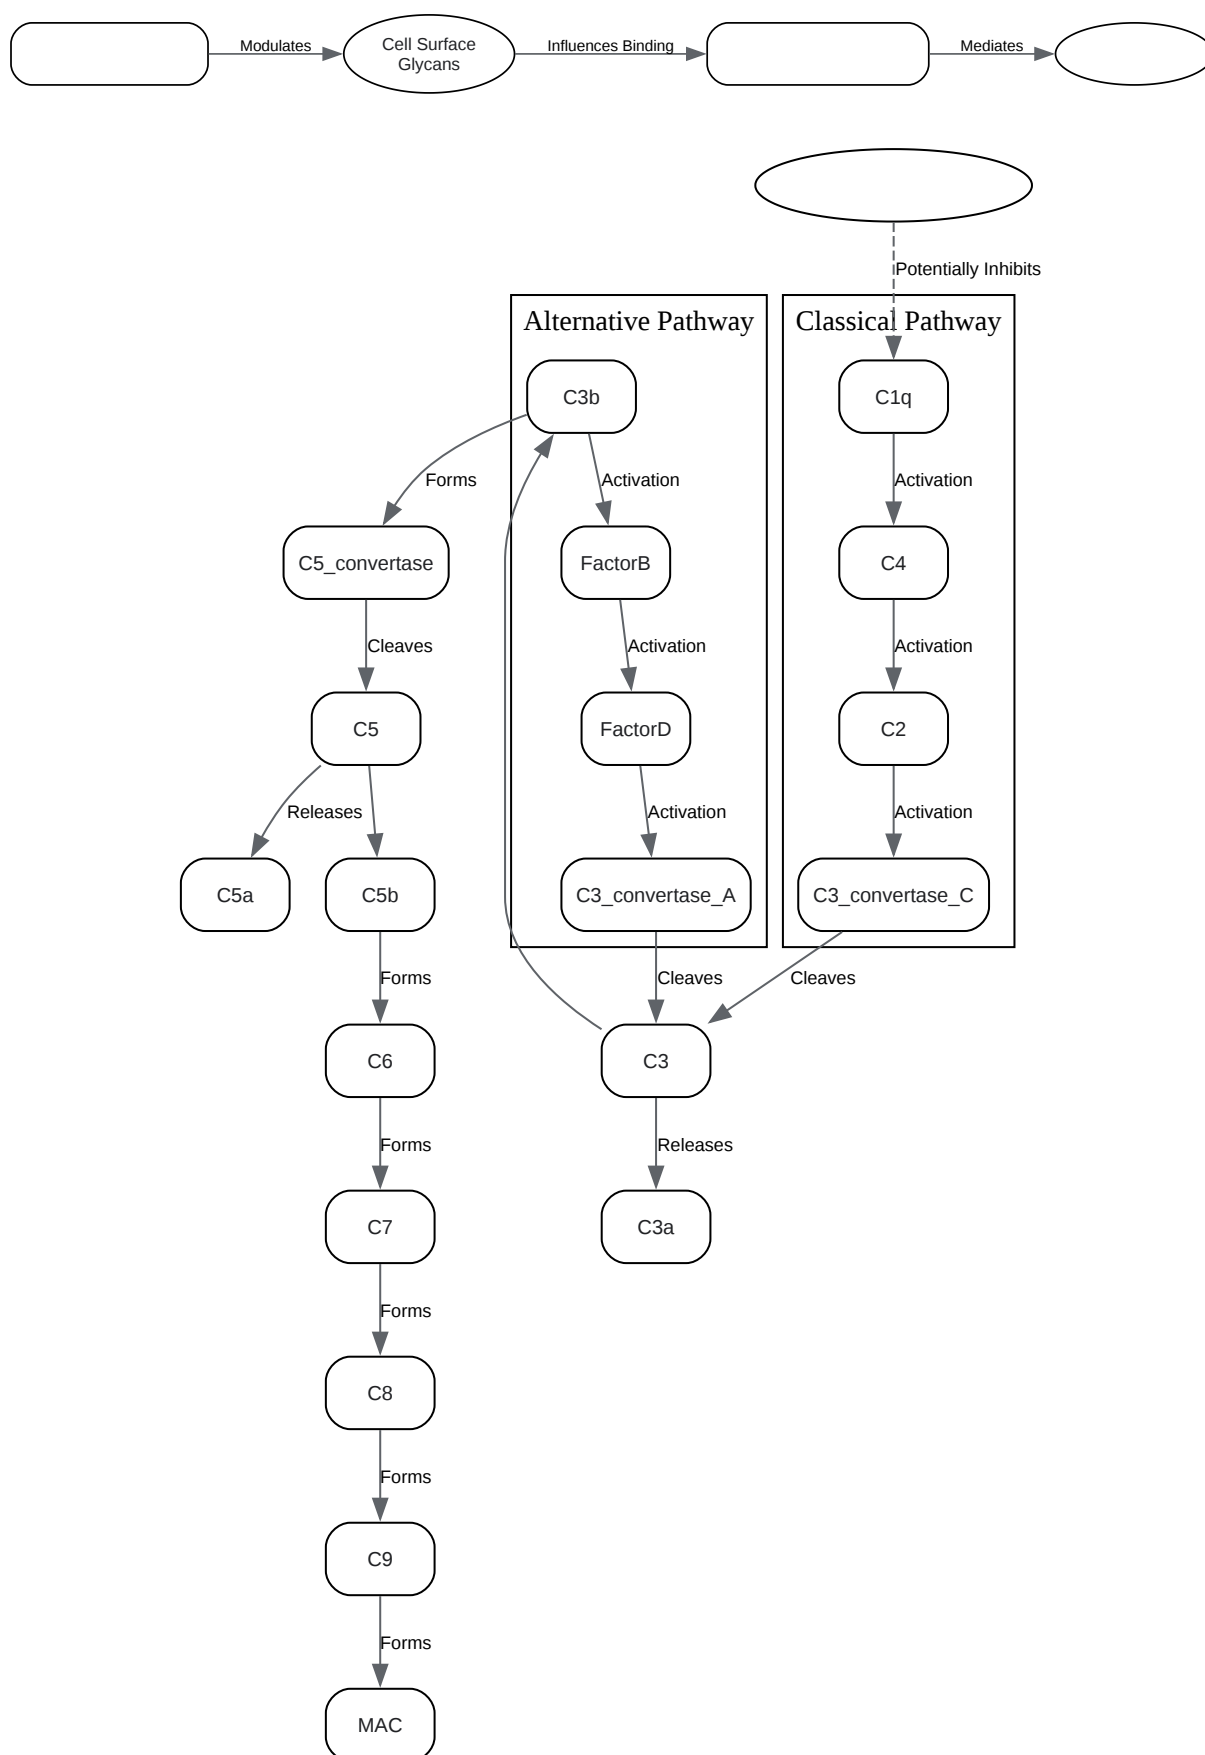 Modulates
Cell Surface
Glycans
Influences Binding
Mediates
Potentially Inhibits
Alternative Pathway
Classical Pathway
C3b
C1q
Forms
Activation
Activation
C5_convertase
FactorB
C4
Cleaves
Activation
Activation
C5
FactorD
C2
Releases
Activation
Activation
C5a
C5b
C3_convertase_A
C3_convertase_C
Forms
Cleaves
Cleaves
C6
C3
Forms
Releases
C7
C3a
Forms
C8
Forms
C9
Forms
MAC